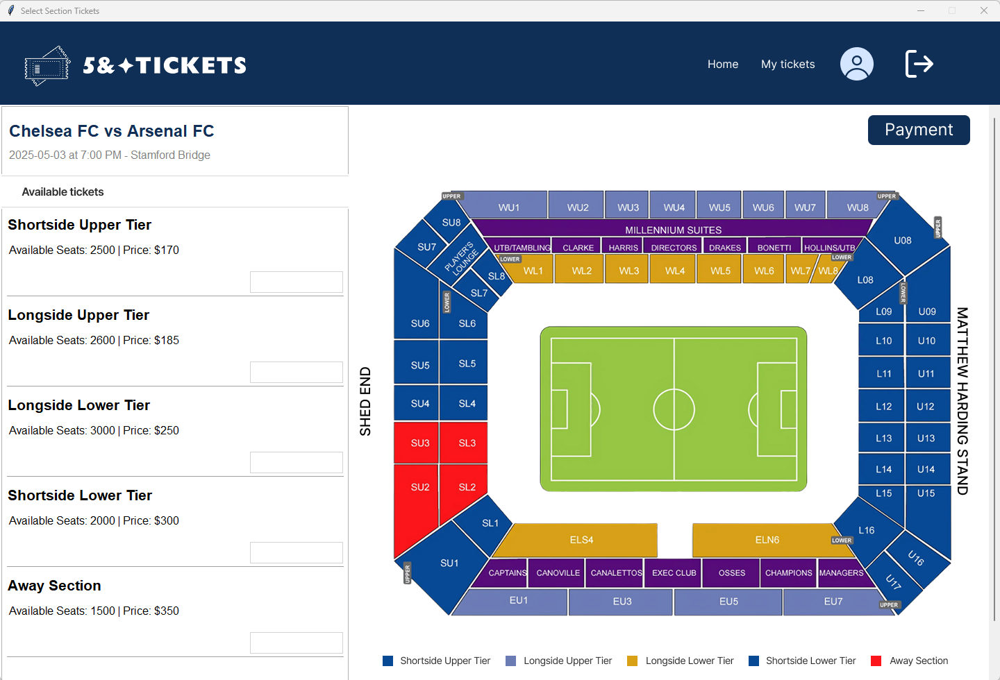 Select Section Tickets
5&✦TICKETS
Home
My tickets
Chelsea FC vs Arsenal FC
2025-05-03 at 7:00 PM - Stamford Bridge
Available tickets
Shortside Upper Tier
Available Seats: 2500 | Price: $170
Longside Upper Tier
Available Seats: 2600 | Price: $185
Longside Lower Tier
Available Seats: 3000 | Price: $250
Shortside Lower Tier
Available Seats: 2000 | Price: $300
Away Section
Available Seats: 1500 | Price: $350
Payment
UPPER
WU1 WU2 WU3 WU4 WU5 WU6 WU7 WU8
UPPER
MILLENNIUM SUITES
UTB/TAMBLING CLARKE HARRIS DIRECTORS DRAKES BONETTI HOLLINS/UTB
LOWER
LOWER
WL1 WL2 WL3 WL4 WL5 WL6 WL7 WL8
SU8
SU7
PLAYER'S
LOUNGE
SL8
SL7
LOWER
SU6 SL6
SU5 SL5
SU4 SL4
SU3 SL3
SU2 SL2
SL1
SU1
UPPER
SHED END
UPPER
U08
L08
LOWER
L09 U09
L10 U10
L11 U11
L12 U12
L13 U13
L14 U14
L15 U15
L16
U16
U17
MATTHEW HARDING STAND
ELS4 ELN6
LOWER
CAPTAINS CANOVILLE CANALETTOS EXEC CLUB OSSES CHAMPIONS MANAGERS
EU1 EU3 EU5 EU7
UPPER
Shortside Upper Tier
Longside Upper Tier
Longside Lower Tier
Shortside Lower Tier
Away Section